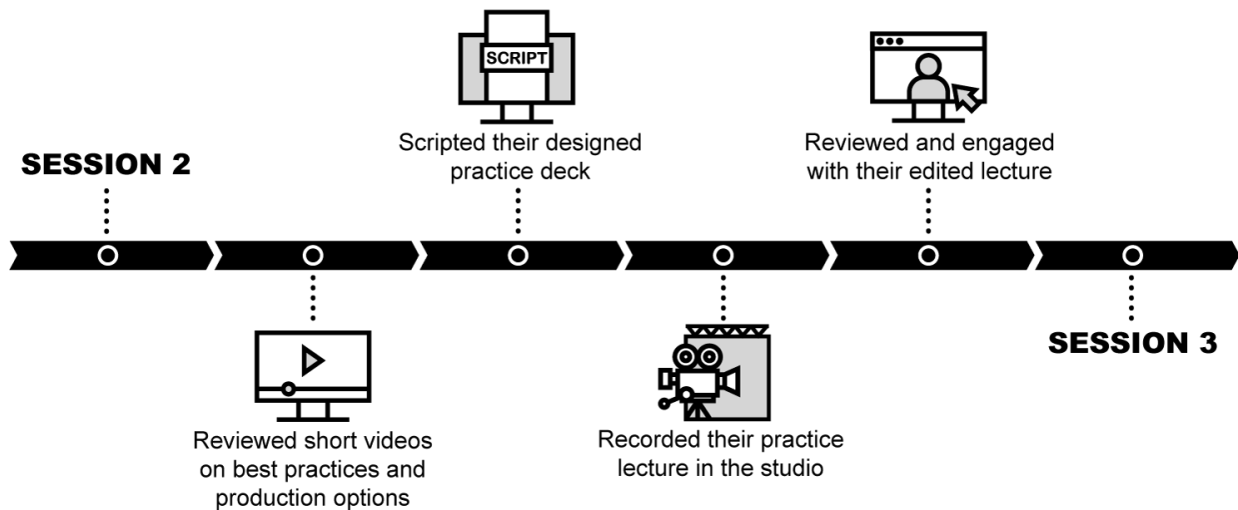 SESSION 2
Reviewed short videos
on best practices and
production options
SCRIPT
Scripted their designed
practice deck
Recorded their practice
lecture in the studio
Reviewed and engaged
with their edited lecture
SESSION 3